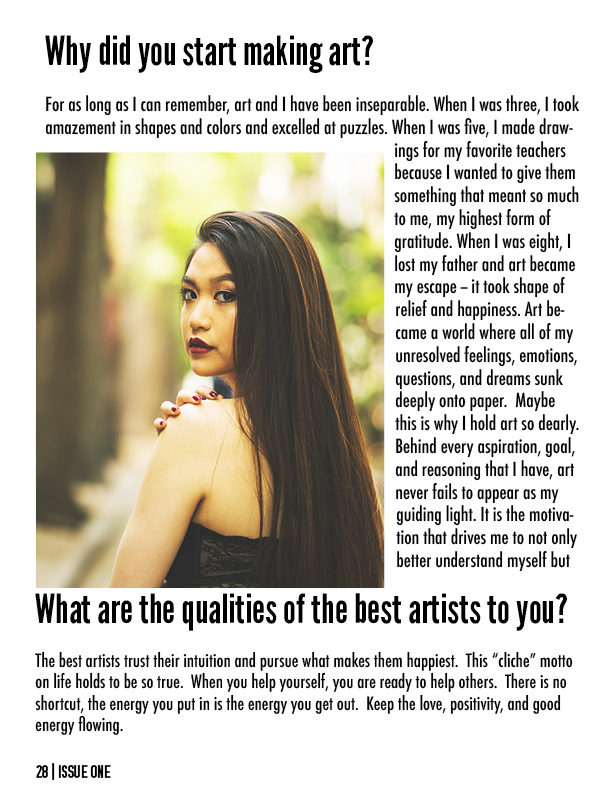 Why did you start making art?
For as long as I can remember, art and I have been inseparable. When I was three, I took
amazement in shapes and colors and excelled at puzzles. When I was five, I made draw-
ings for my favorite teachers
because I wanted to give them
something that meant so much
to me, my highest form of
gratitude. When I was eight, I
lost my father and art became
my escape – it took shape of
relief and happiness. Art be-
came a world where all of my
unresolved feelings, emotions,
questions, and dreams sunk
deeply onto paper.  Maybe
this is why I hold art so dearly.
Behind every aspiration, goal,
and reasoning that I have, art
never fails to appear as my
guiding light. It is the motiva-
tion that drives me to not only
better understand myself but
What are the qualities of the best artists to you?
The best artists trust their intuition and pursue what makes them happiest.  This “cliche” motto
on life holds to be so true.  When you help yourself, you are ready to help others.  There is no
shortcut, the energy you put in is the energy you get out.  Keep the love, positivity, and good
energy flowing.
28 | ISSUE ONE